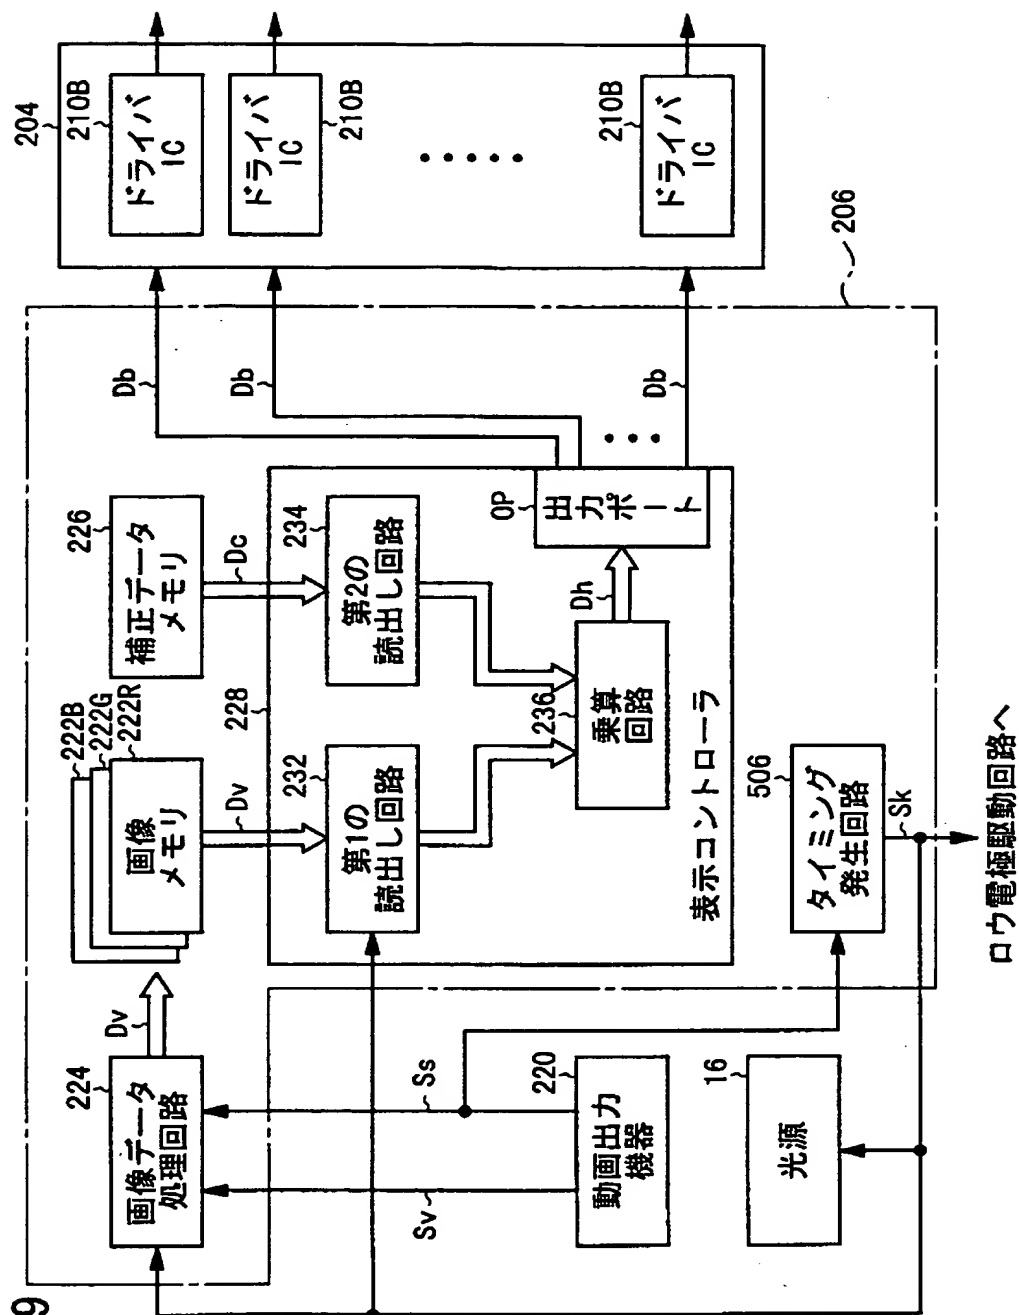 9
204
210B
ドライバ
IC
210B
ドライバ
IC
210B
ドライバ
IC
206
Db
Db
Db
226
補正データ
メモリ
222B
222G
222R
画像
メモリ
224
画像データ
処理回路
Dv
Dv
Dc
228
232
第1の
読出し回路
234
第2の
読出し回路
236
乗算
回路
Dh
OP
出力ポート
表示コントローラ
Ss
Sv
220
動画出力
機器
16
光源
506
タイミング
発生回路
Sk
ロウ電極駆動回路へ